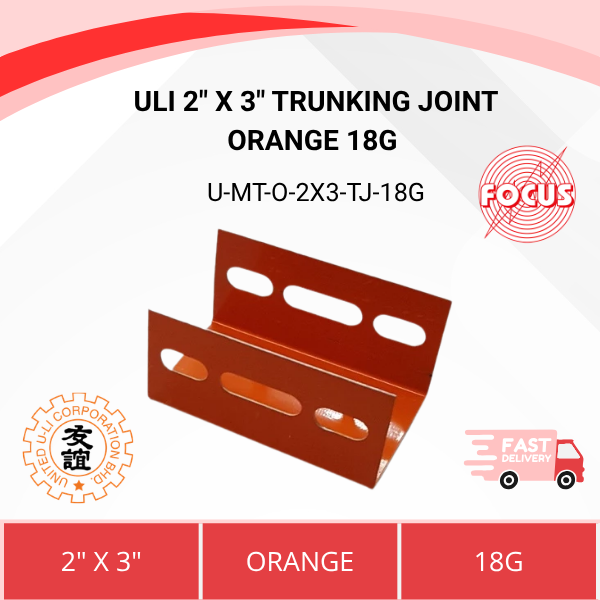 ULI 2" X 3" TRUNKING JOINT
ORANGE 18G
U-MT-O-2X3-TJ-18G
FOCUS
UNITED U-LI CORPORATION BHD.
友
誼
FAST
DELIVERY
2" X 3"
ORANGE
18G